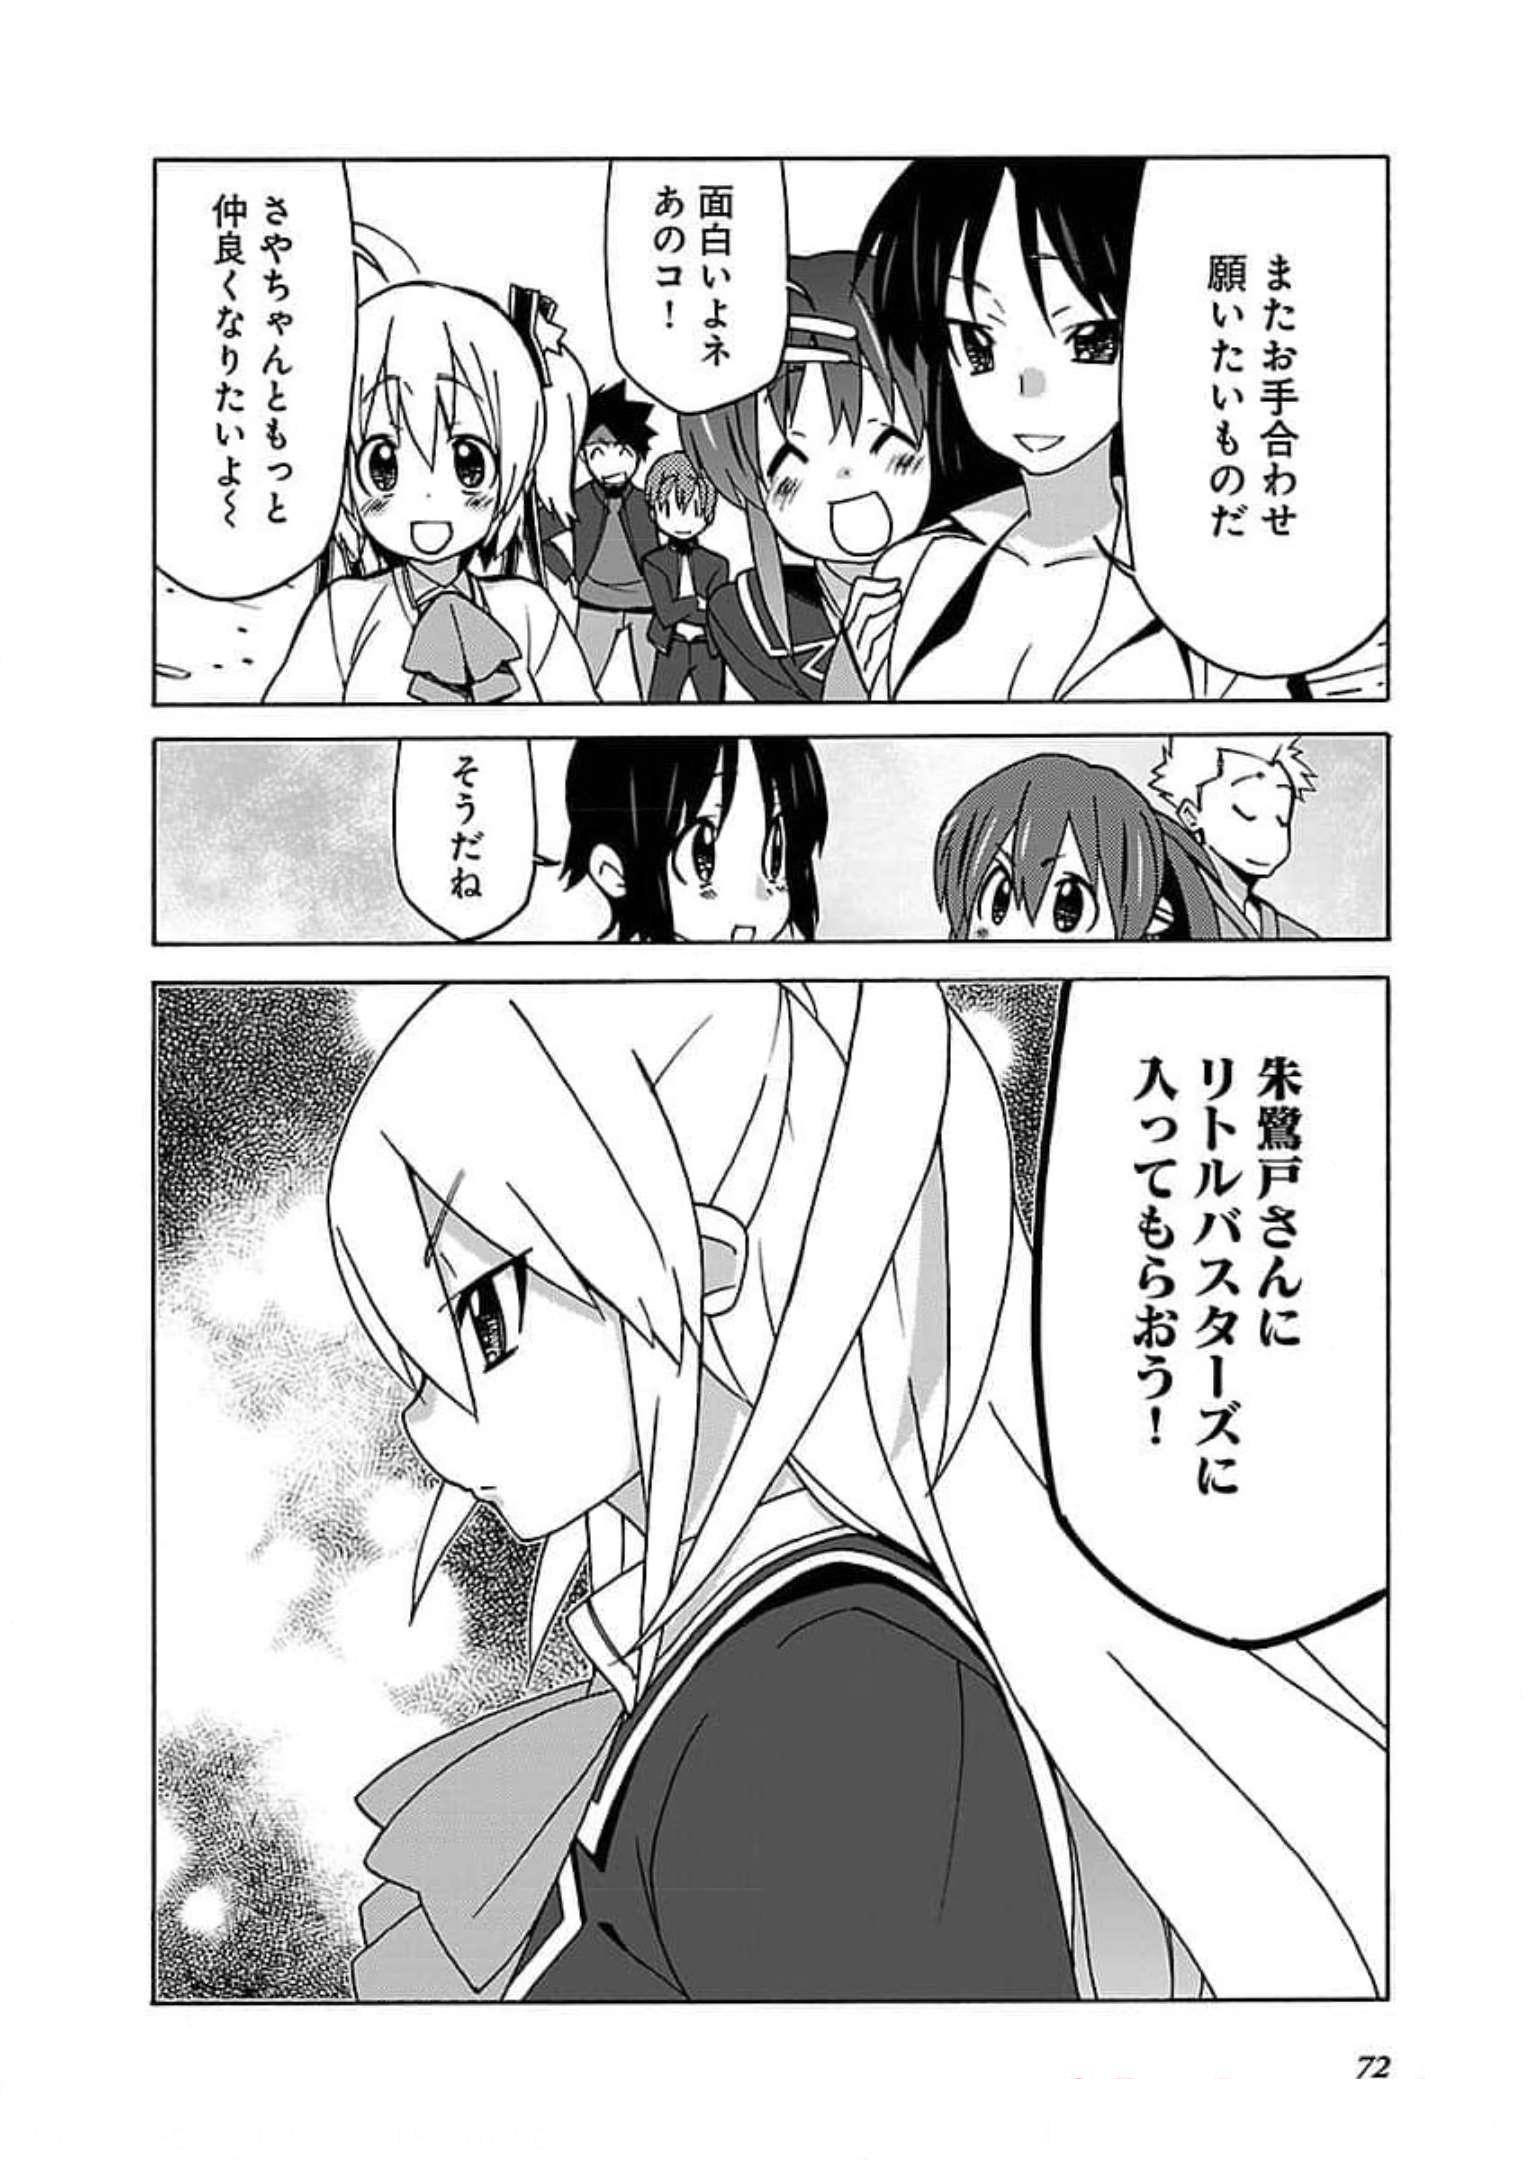 またお手合わせ
願いたいものだ
面白いよネ
あのコ！
さやちゃんともっと
仲良くなりたいよ～
そうだね
朱鷺戸さんに
リトルバスターズに
入ってもらおう！
72